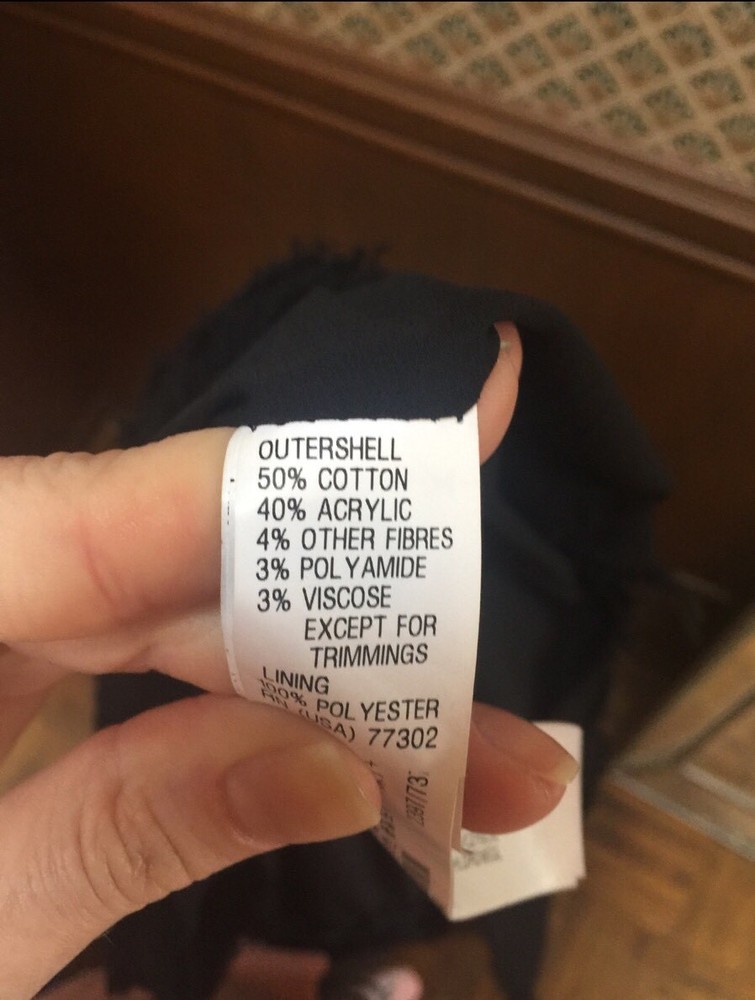 OUTERSHELL
50% COTTON
40% ACRYLIC
4% OTHER FIBRES
3% POLYAMIDE
3% VISCOSE
EXCEPT FOR
TRIMMINGS
LINING
100% POLYESTER
RN (USA) 77302